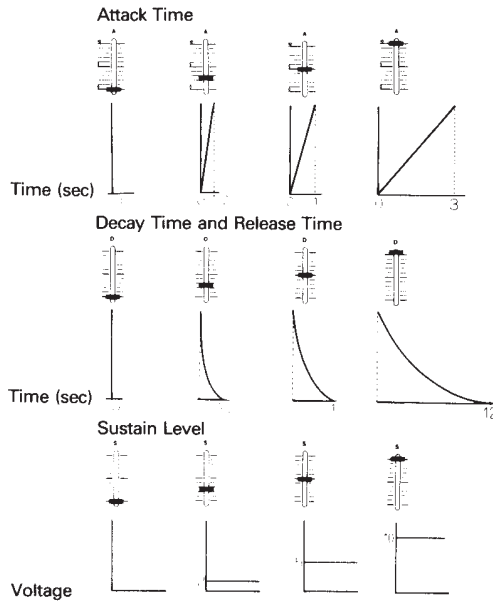 Attack Time
A A A A
Time (sec)
1 0 3
Decay Time and Release Time
D D D D
Time (sec)
1 12
Sustain Level
S S S S
10
Voltage